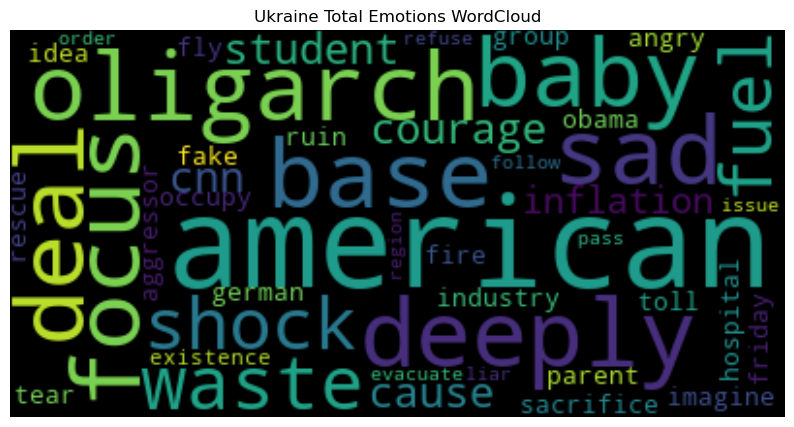 Ukraine Total Emotions WordCloud
order
fly
refuse
group
angry
idea
student
oligarch
baby
fuel
courage
obama
ruin
sad
fake
cnn
base
follow
deal
focus
rescue
aggressor
occupy
inflation
issue
american
region
pass
fire
german
industry
toll
hospital
friday
shock
deeply
existence
waste
evacuate
liar
parent
tear
cause
sacrifice
imagine